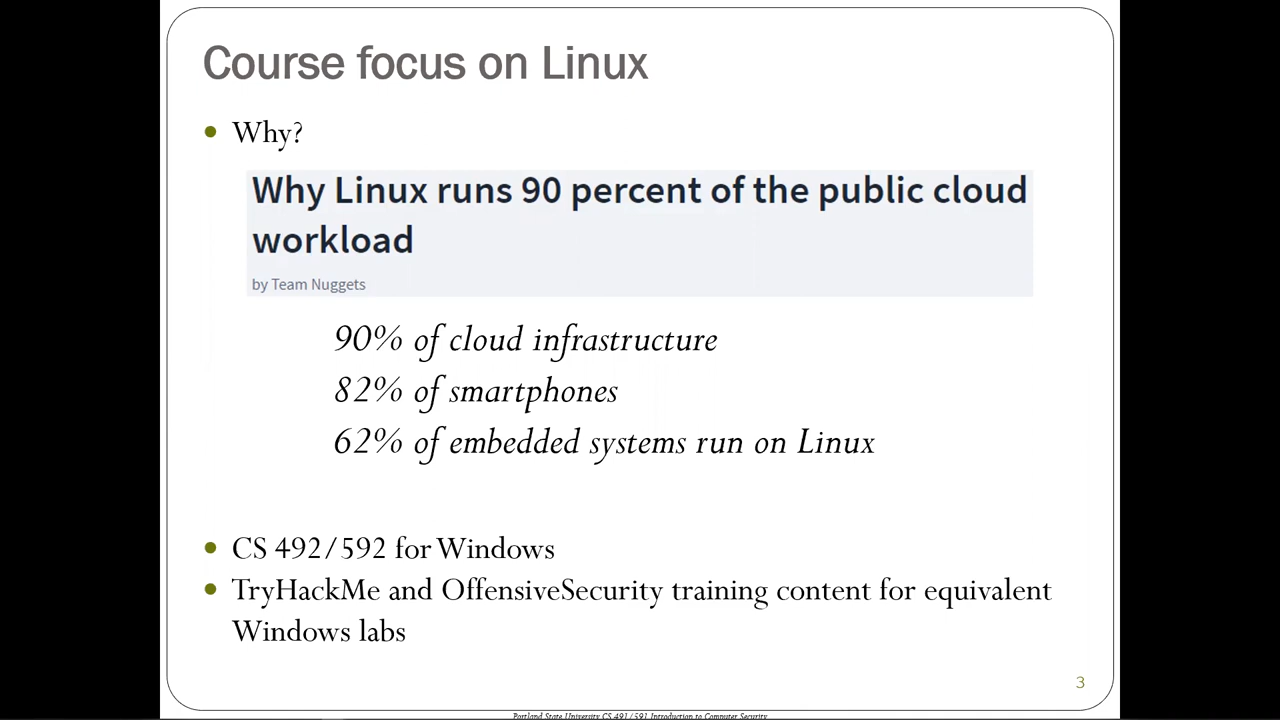 Course focus on Linux
Why?
Why Linux runs 90 percent of the public cloud
workload
by Team Nuggets
90% of cloud infrastructure
82% of smartphones
62% of embedded systems run on Linux
CS 492/592 for Windows
TryHackMe and OffensiveSecurity training content for equivalent
Windows labs
3
Portland State University CS 491/591 Introduction to Computer Security